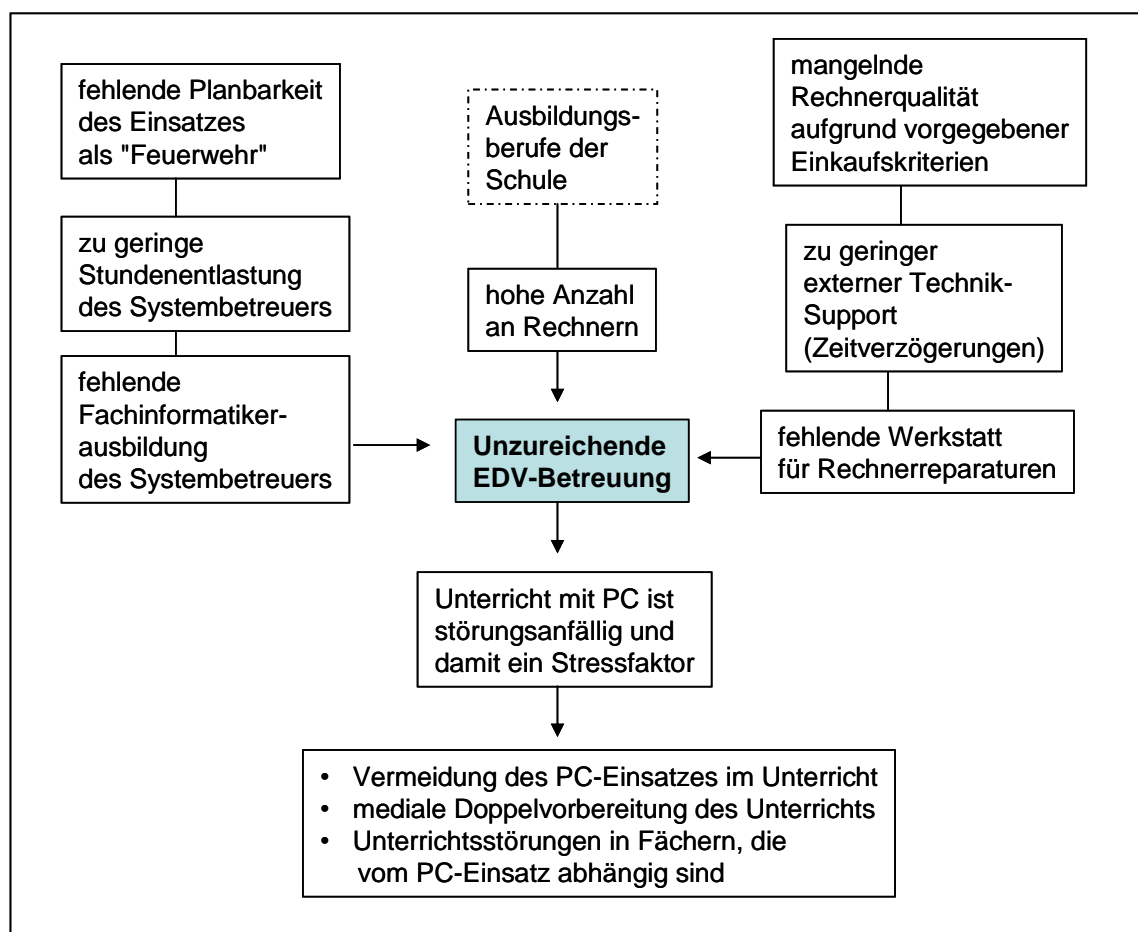 fehlende Planbarkeit
des Einsatzes
als "Feuerwehr"
zu geringe
Stundenentlastung
des Systembetreuers
fehlende
Fachinformatiker-
ausbildung
des Systembetreuers
Ausbildungs-
berufe der
Schule
hohe Anzahl
an Rechnern
mangelnde
Rechnerqualität
aufgrund vorgegebener
Einkaufskriterien
zu geringer
externer Technik-
Support
(Zeitverzögerungen)
fehlende Werkstatt
für Rechnerreparaturen
Unzureichende
EDV-Betreuung
Unterricht mit PC ist
störungsanfällig und
damit ein Stressfaktor
• Vermeidung des PC-Einsatzes im Unterricht
• mediale Doppelvorbereitung des Unterrichts
• Unterrichtsstörungen in Fächern, die
vom PC-Einsatz abhängig sind